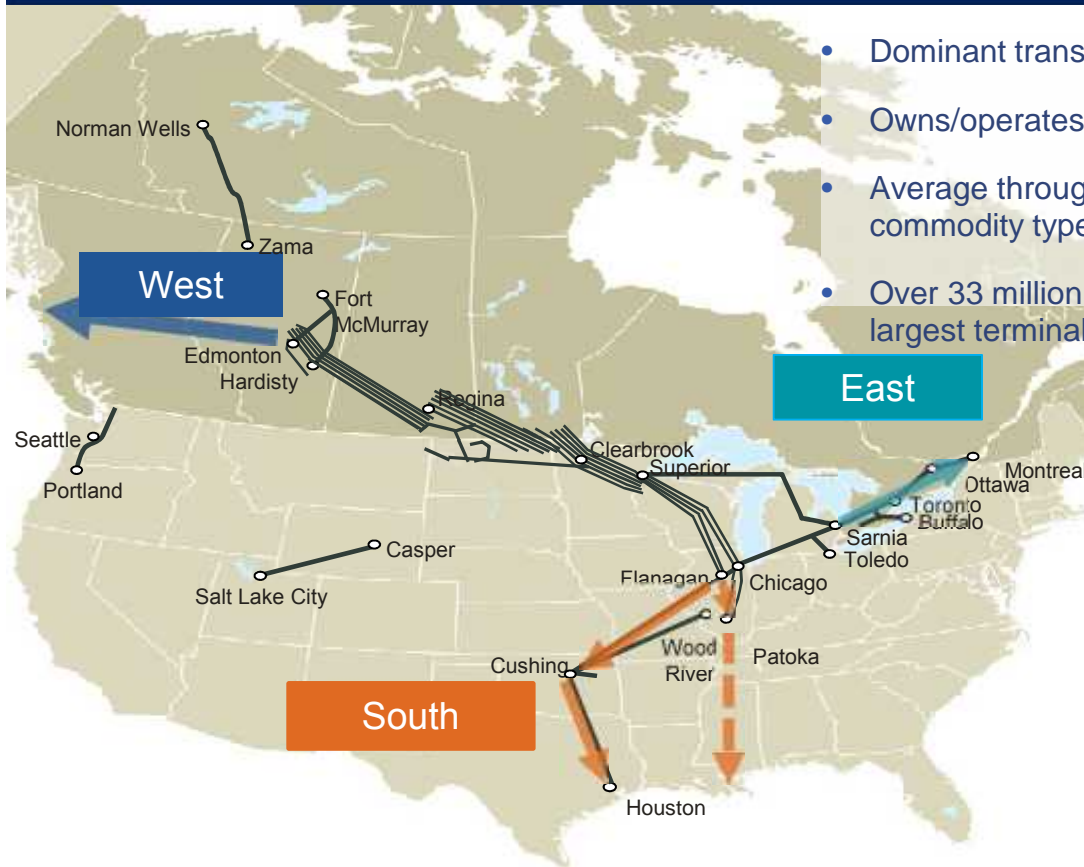 • Dominant trans
• Owns/operates
• Average throug
commodity type
• Over 33 million
largest terminal
Norman Wells
Zama
West
Fort
McMurray
Edmonton
Hardisty
East
Regina
Seattle
Clearbrook
Superior
Montrea
Ottawa
Portland
Toronto
Buffalo
Sarnia
Toledo
Casper
Flanagan
Chicago
Salt Lake City
Wood
River
Patoka
Cushing
South
Houston